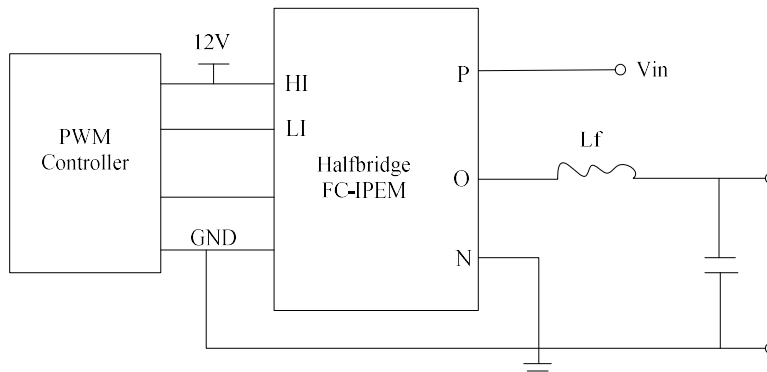 12V
PWM
Controller
HI
LI
GND
Halfbridge
FC-IPEM
P
O
N
Vin
Lf